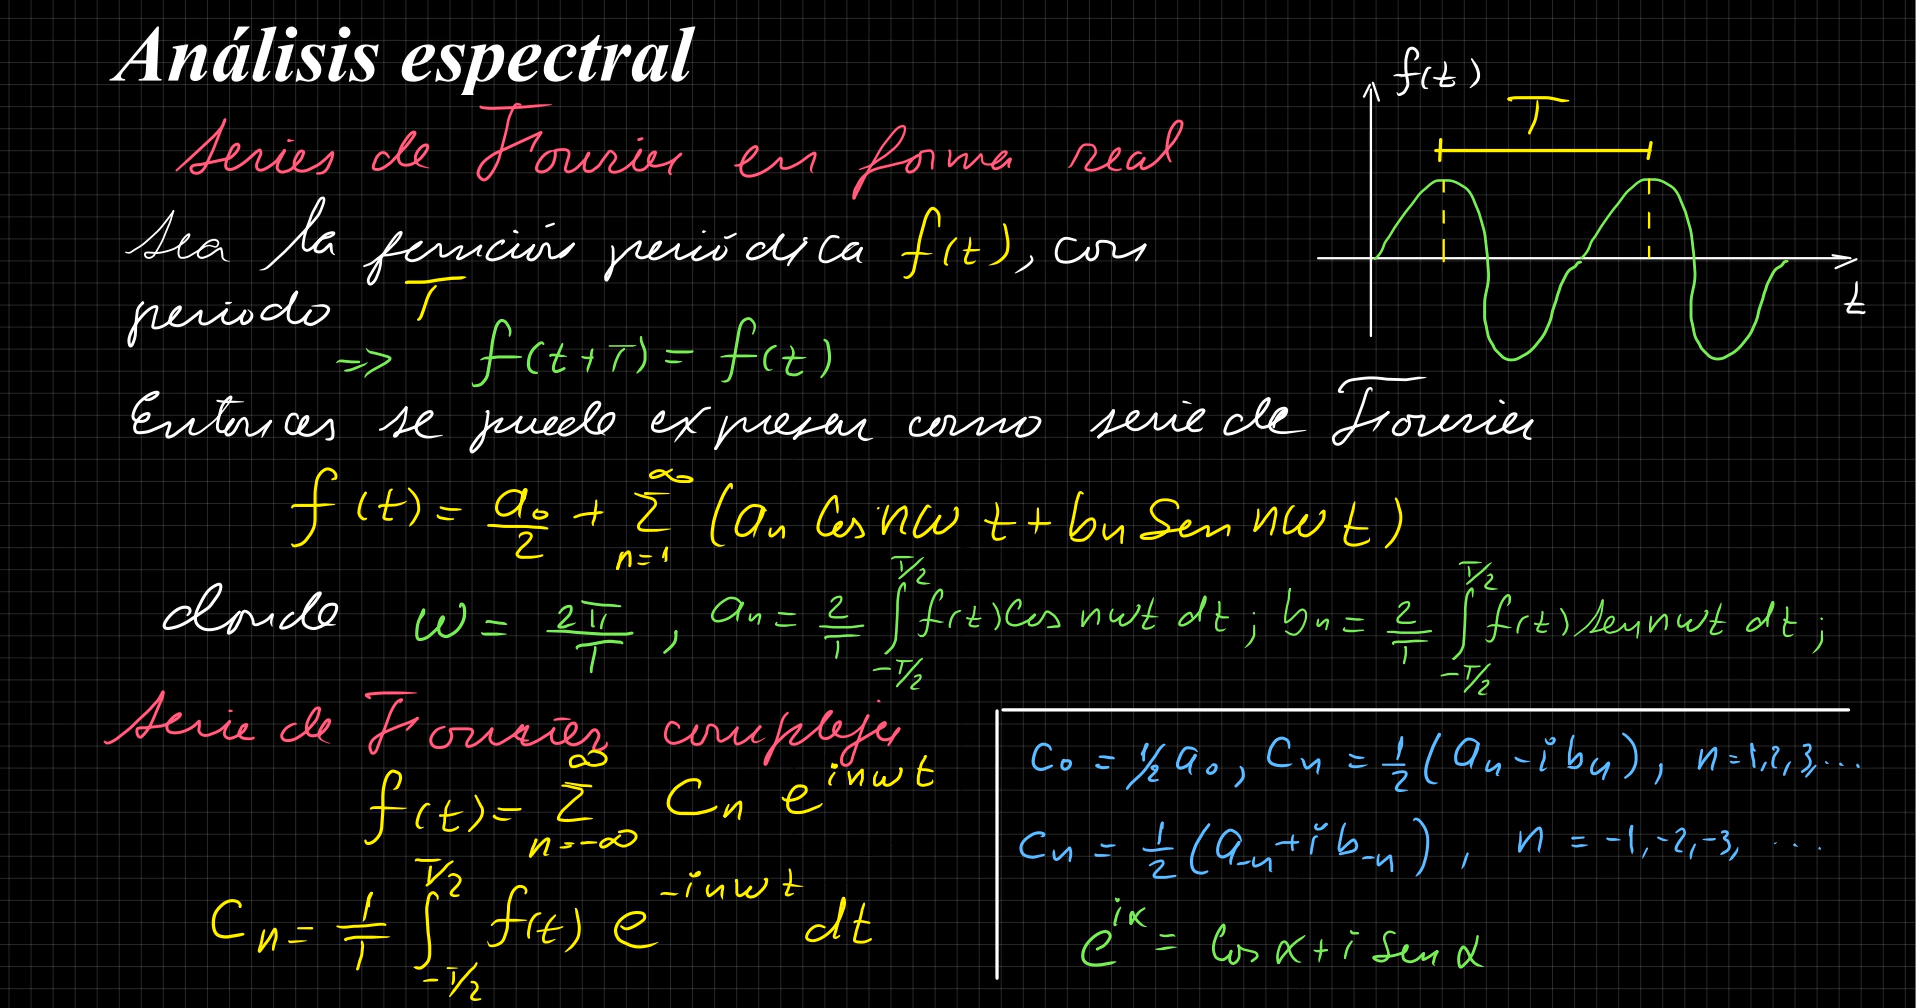 Análisis espectral
Series de Fourier en forma real
Sea la función periódica f(t), con
periodo T
=> f(t+T) = f(t)
Entonces se puede expresar como serie de Fourier
f(t) = a₀/2 + Σ_{n=1}^{∞} (aₙ Cos nω t + bₙ Sen nω t)
donde ω = 2π/T , aₙ = 2/T ∫_{-T/2}^{T/2} f(t) Cos nωt dt ; bₙ = 2/T ∫_{-T/2}^{T/2} f(t) sen nωt dt ;
Serie de Fourier compleja
f(t) = Σ_{n=-∞}^{∞} Cₙ e^{inωt}
Cₙ = 1/T ∫_{-T/2}^{T/2} f(t) e^{-inωt} dt
C₀ = 1/2 a₀, Cₙ = 1/2 (aₙ - i bₙ), n = 1,2,3,...
Cₙ = 1/2 (a₋ₙ + i b₋ₙ), n = -1,-2,-3, ...
e^{iα} = Cos α + i Sen α
f(t)
T
t